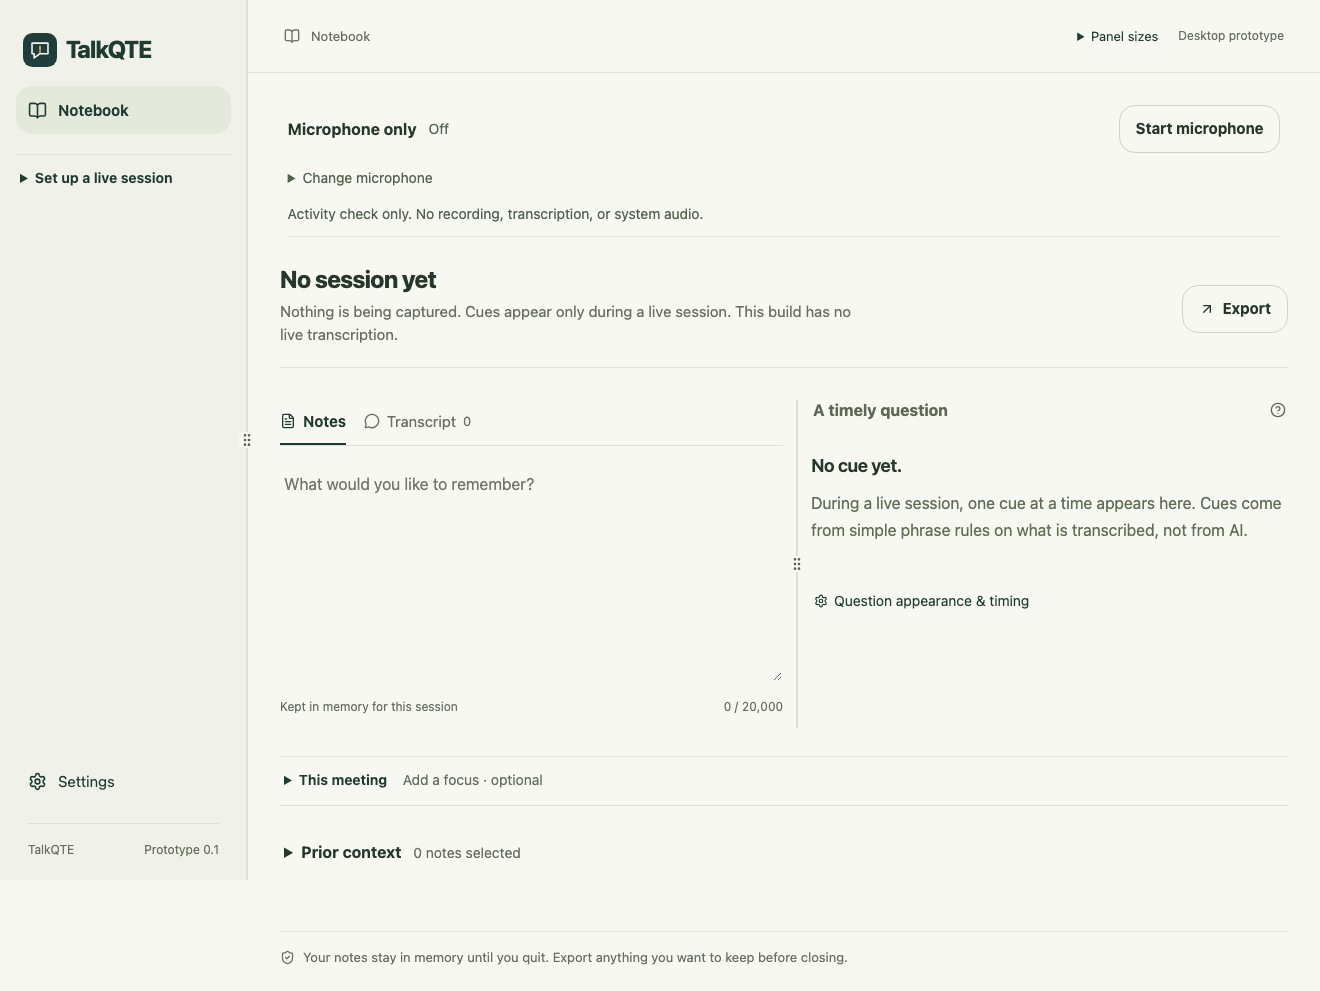 TalkQTE
Notebook
Set up a live session
Settings
TalkQTE
Prototype 0.1
Notebook
Panel sizes
Desktop prototype
Microphone only
Off
Start microphone
Change microphone
Activity check only. No recording, transcription, or system audio.
No session yet
Nothing is being captured. Cues appear only during a live session. This build has no
live transcription.
Export
Notes
Transcript 0
What would you like to remember?
Kept in memory for this session
0 / 20,000
A timely question
No cue yet.
During a live session, one cue at a time appears here. Cues come
from simple phrase rules on what is transcribed, not from AI.
Question appearance & timing
This meeting
Add a focus · optional
Prior context
0 notes selected
Your notes stay in memory until you quit. Export anything you want to keep before closing.